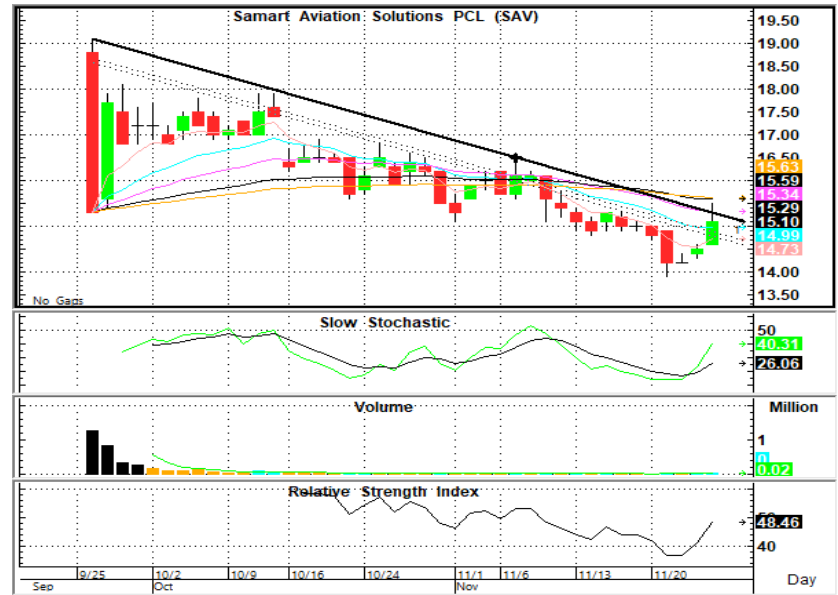 Samart Aviation Solutions PCL (SAV)
19.50
19.00
18.50
18.00
17.50
17.00
16.50
15.63
16.59
15.34
15.29
15.10
14.99
14.73
14.00
13.50
No Gaps
Slow Stochastic
50
40.31
26.06
Volume
Million
1
0
0.02
Relative Strength Index
48.46
40
9/25 10/2 10/9 10/16 10/24 11/1 11/6 11/13 11/20
Sep Oct Nov
Day